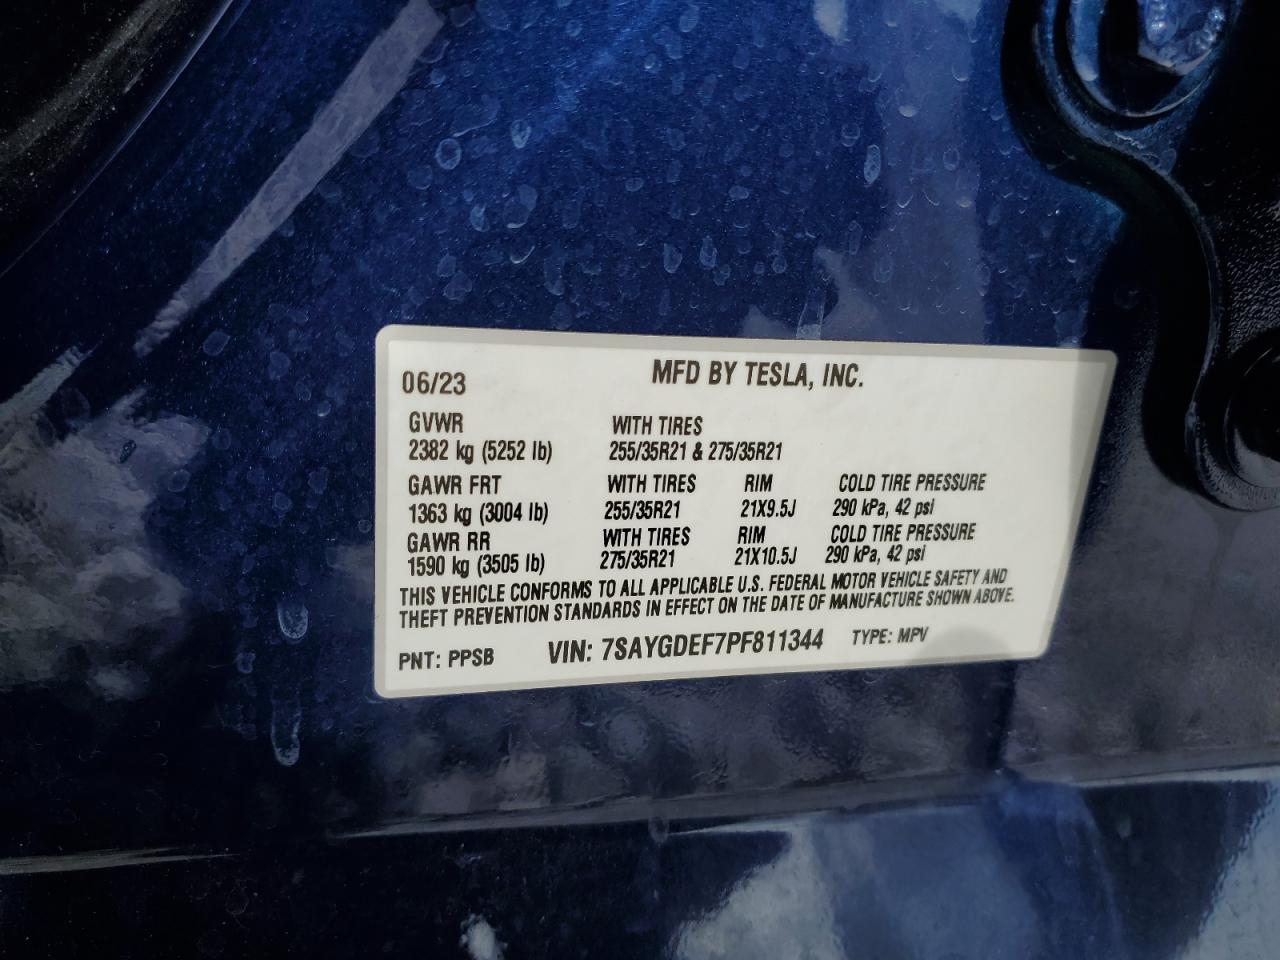 06/23 MFD BY TESLA, INC.
GVWR WITH TIRES
2382 kg (5252 lb) 255/35R21 & 275/35R21
GAWR FRT WITH TIRES RIM COLD TIRE PRESSURE
1363 kg (3004 lb) 255/35R21 21X9.5J 290 kPa, 42 psi
GAWR RR WITH TIRES RIM COLD TIRE PRESSURE
1590 kg (3505 lb) 275/35R21 21X10.5J 290 kPa, 42 psi
THIS VEHICLE CONFORMS TO ALL APPLICABLE U.S. FEDERAL MOTOR VEHICLE SAFETY AND
THEFT PREVENTION STANDARDS IN EFFECT ON THE DATE OF MANUFACTURE SHOWN ABOVE.
PNT: PPSB VIN: 7SAYGDEF7PF811344 TYPE: MPV